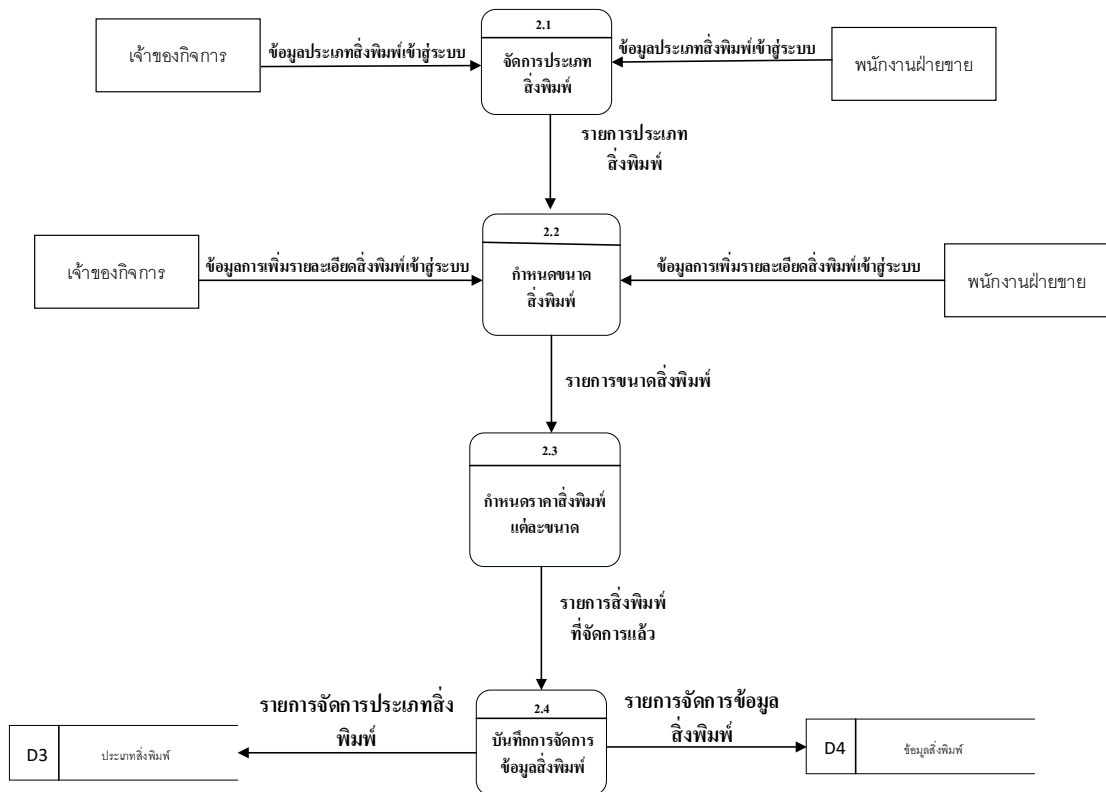 2.1
เจ้าของกิจการ
ข้อมูลประเภทสิ่งพิมพ์เข้าสู่ระบบ
จัดการประเภท
สิ่งพิมพ์
ข้อมูลประเภทสิ่งพิมพ์เข้าสู่ระบบ
พนักงานฝ่ายขาย
รายการประเภท
สิ่งพิมพ์
2.2
เจ้าของกิจการ
ข้อมูลการเพิ่มรายละเอียดสิ่งพิมพ์เข้าสู่ระบบ
กำหนดขนาด
สิ่งพิมพ์
ข้อมูลการเพิ่มรายละเอียดสิ่งพิมพ์เข้าสู่ระบบ
พนักงานฝ่ายขาย
รายการขนาดสิ่งพิมพ์
2.3
กำหนดราคาสิ่งพิมพ์
แต่ละขนาด
รายการสิ่งพิมพ์
ที่จัดการแล้ว
รายการจัดการประเภทสิ่ง
พิมพ์
2.4
บันทึกการจัดการ
ข้อมูลสิ่งพิมพ์
รายการจัดการข้อมูล
สิ่งพิมพ์
D3
ประเภทสิ่งพิมพ์
D4
ข้อมูลสิ่งพิมพ์